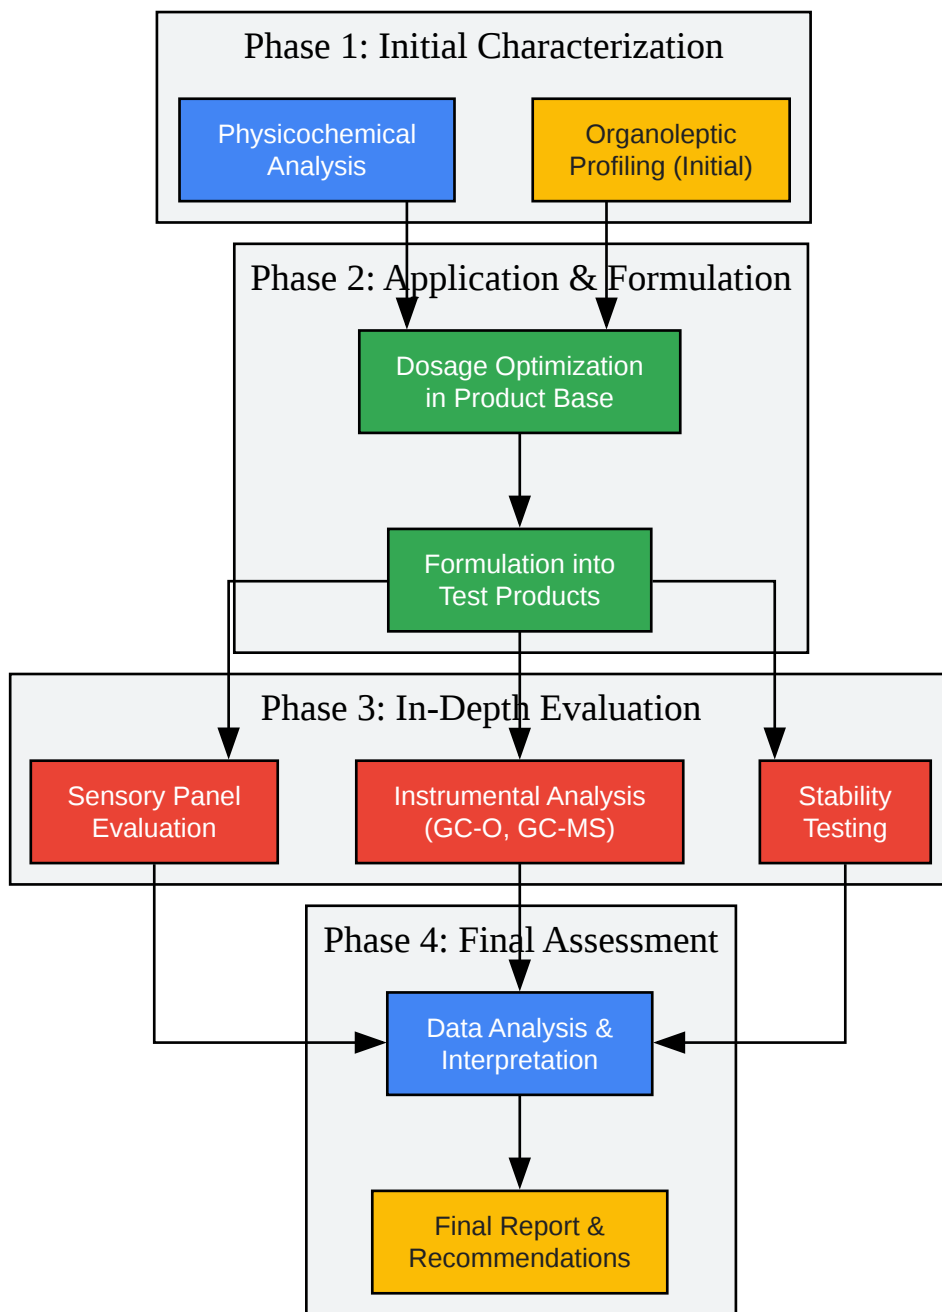 Phase 1: Initial Characterization
Physicochemical
Analysis
Organoleptic
Profiling (Initial)
Phase 2: Application & Formulation
Dosage Optimization
in Product Base
Formulation into
Test Products
Phase 3: In-Depth Evaluation
Sensory Panel
Evaluation
Instrumental Analysis
(GC-O, GC-MS)
Stability
Testing
Phase 4: Final Assessment
Data Analysis &
Interpretation
Final Report &
Recommendations